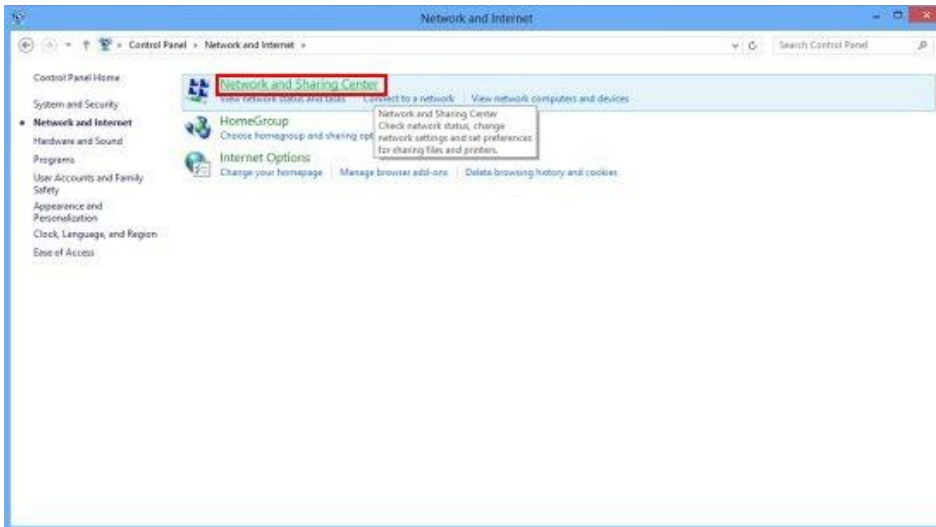 Network and Internet
Control Panel Network and Internet
Search Control Panel
Control Panel Home
System and Security
Network and Internet
Hardware and Sound
Programs
User Accounts and Family
Safety
Appearance and
Personalization
Clock, Language, and Region
Ease of Access
Network and Sharing Center
View network status and tasks Connect to a network View network computers and devices
Network and Sharing Center
Check network status, change
network settings and set preferences
for sharing files and printers.
HomeGroup
Choose homegroup and sharing opt
Internet Options
Change your homepage Manage browser add-ons Delete browsing history and cookies